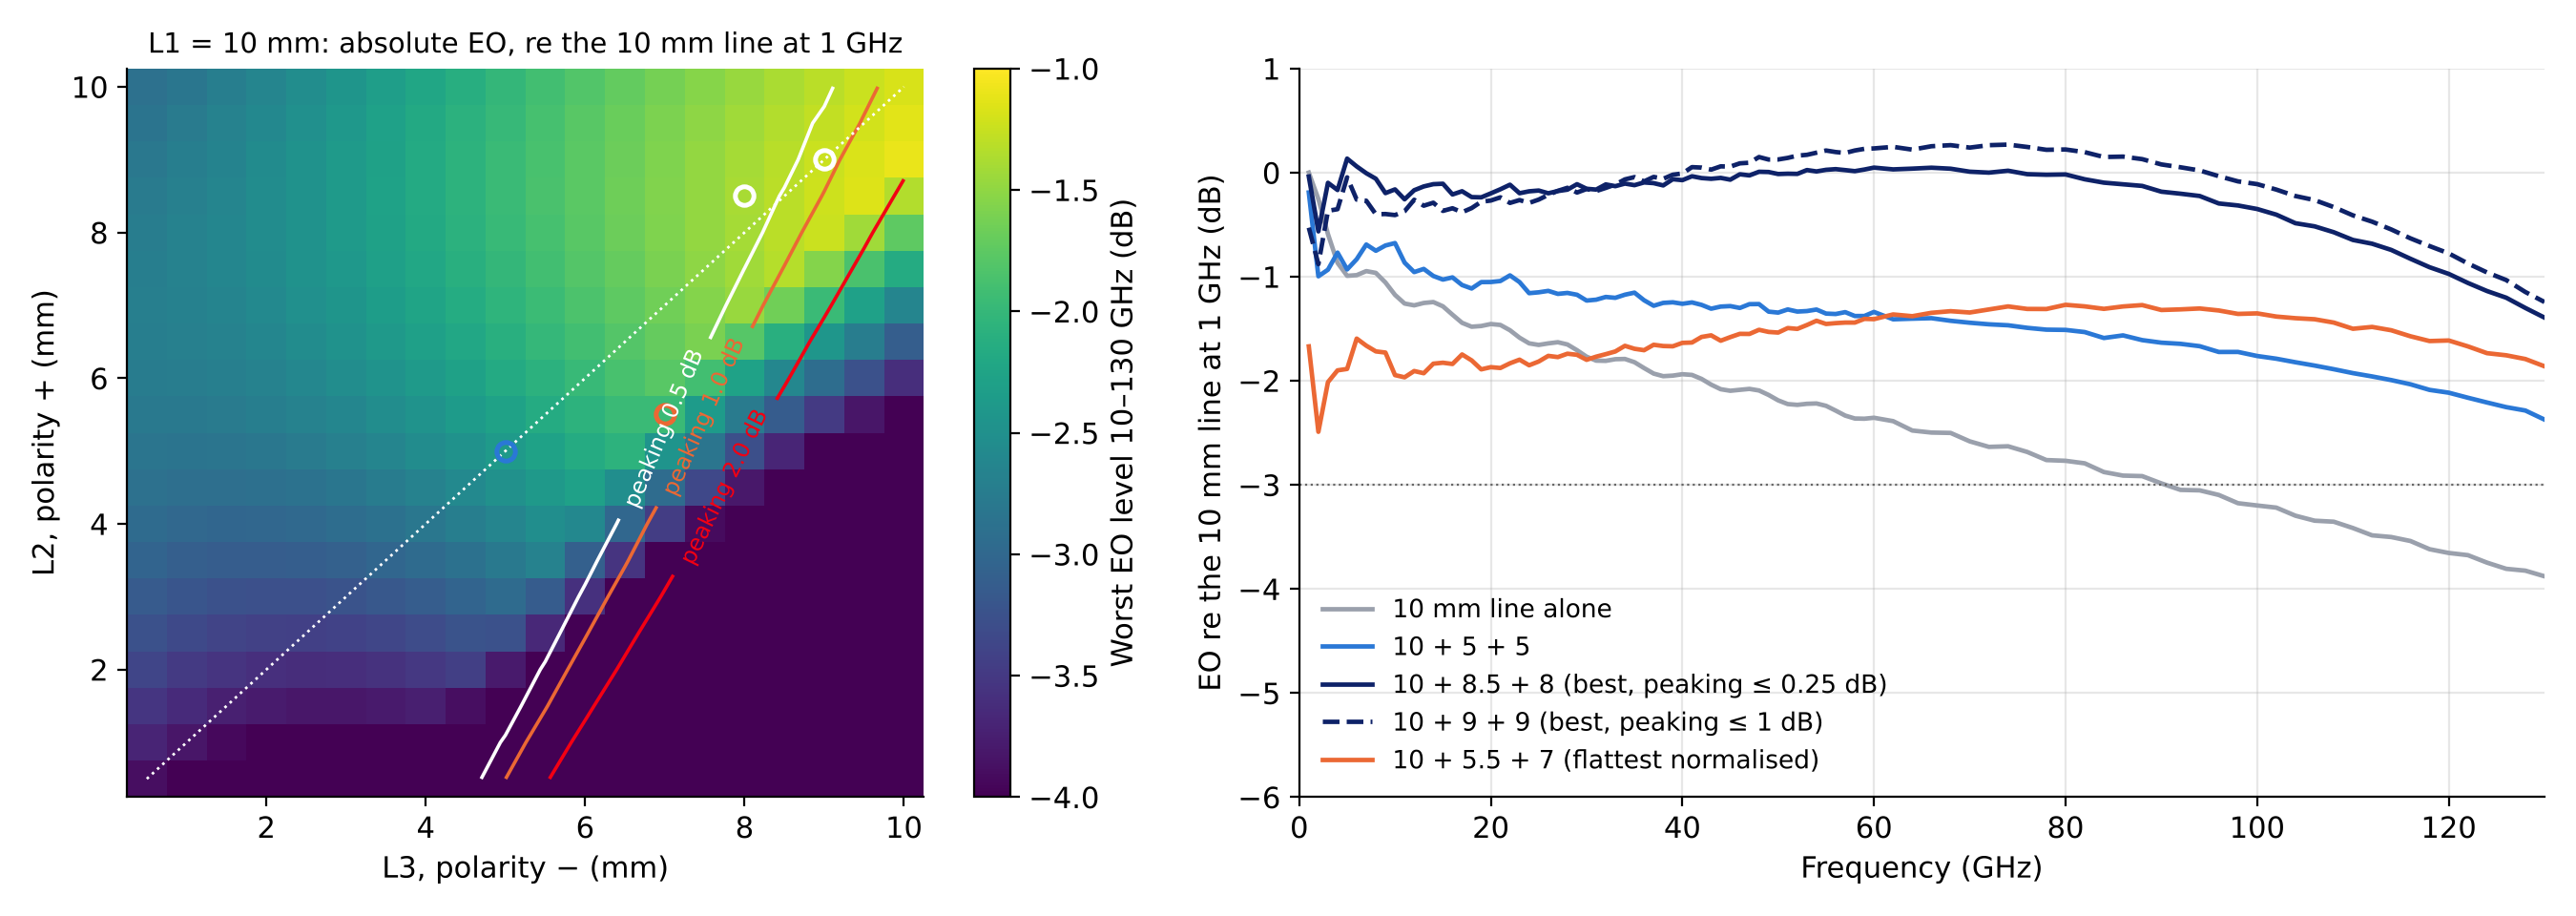 L1 = 10 mm: absolute EO, re the 10 mm line at 1 GHz
L2, polarity + (mm)
10
8
6
4
2
peaking 0.5 dB
peaking 1.0 dB
peaking 2.0 dB
2
4
6
8
10
L3, polarity − (mm)
−1.0
−1.5
−2.0
−2.5
−3.0
−3.5
−4.0
Worst EO level 10–130 GHz (dB)
EO re the 10 mm line at 1 GHz (dB)
1
0
−1
−2
−3
−4
−5
−6
10 mm line alone
10 + 5 + 5
10 + 8.5 + 8 (best, peaking ≤ 0.25 dB)
10 + 9 + 9 (best, peaking ≤ 1 dB)
10 + 5.5 + 7 (flattest normalised)
0
20
40
60
80
100
120
Frequency (GHz)